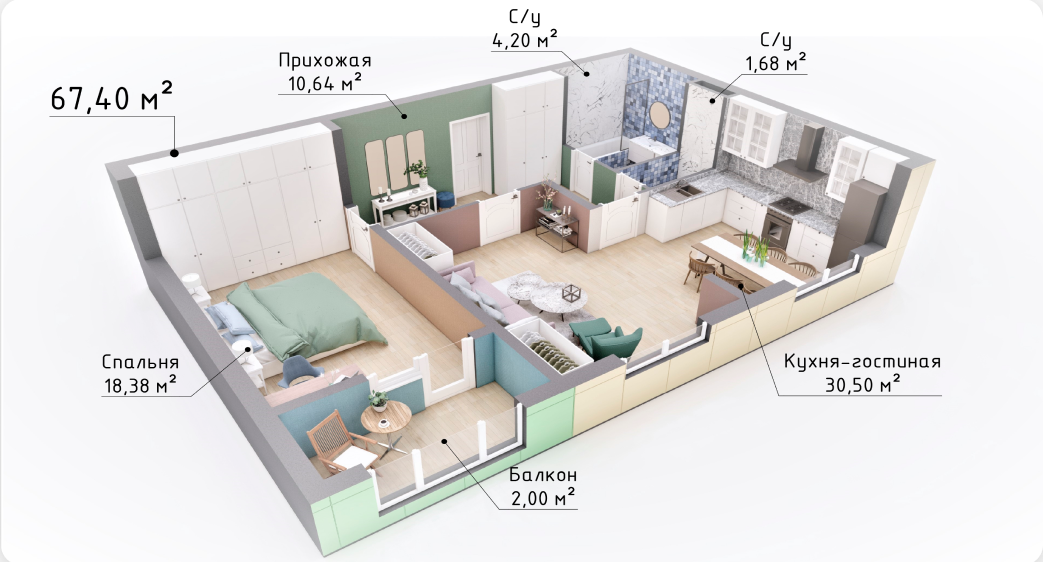 С/у
4,20 м²
С/у
1,68 м²
Прихожая
10,64 м²
67,40 м²
Спальня
18,38 м²
Кухня-гостиная
30,50 м²
Балкон
2,00 м²